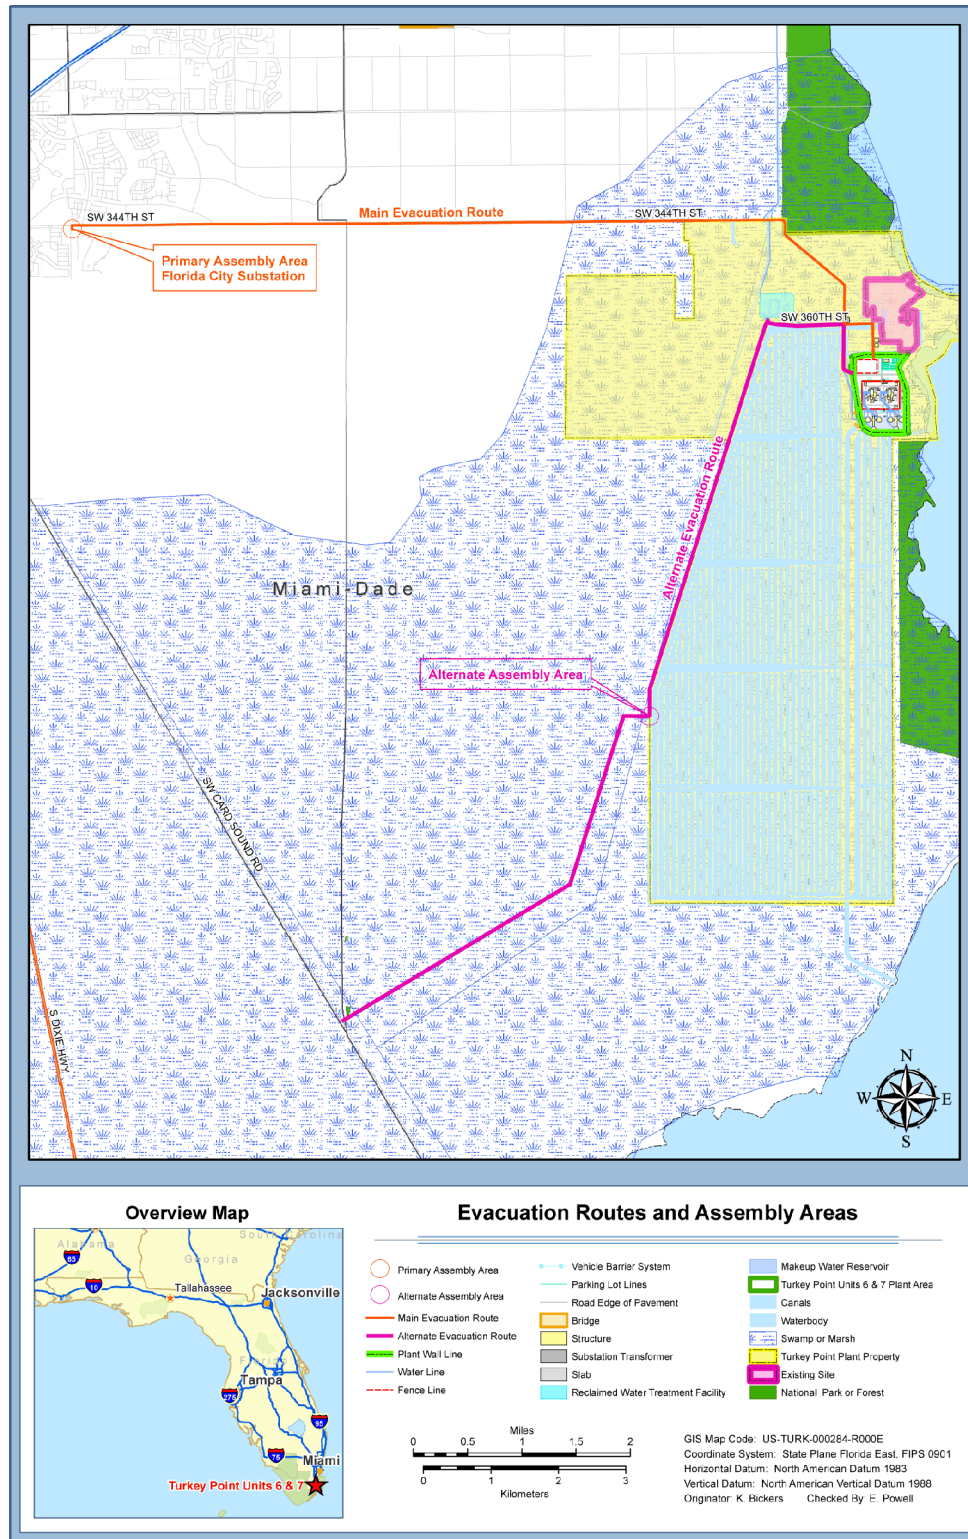 SW 344TH ST
Main Evacuation Route
SW 344TH ST
Primary Assembly Area
Florida City Substation
SW 360TH ST
Alternate Evacuation Route
Miami-Dade
Alternate Assembly Area
SW CARD SOUND RD
S DIXIE HWY
N
W
E
S
Overview Map
Alabama
South Carolina
Georgia
65
10
Tallahassee
Jacksonville
Florida
Tampa
275
95
75
Miami
Turkey Point Units 6 & 7
Evacuation Routes and Assembly Areas
Primary Assembly Area
Alternate Assembly Area
Main Evacuation Route
Alternate Evacuation Route
Plant Wall Line
Water Line
Fence Line
Vehicle Barrier System
Parking Lot Lines
Road Edge of Pavement
Bridge
Structure
Substation Transformer
Slab
Reclaimed Water Treatment Facility
Makeup Water Reservoir
Turkey Point Units 6 & 7 Plant Area
Canals
Waterbody
Swamp or Marsh
Turkey Point Plant Property
Existing Site
National Park or Forest
Miles
0 0.5 1 1.5 2
0 1 2 3
Kilometers
GIS Map Code: US-TURK-000284-R000E
Coordinate System: State Plane Florida East, FIPS 0901
Horizontal Datum: North American Datum 1983
Vertical Datum: North American Vertical Datum 1988
Originator: K. Bickers Checked By: E. Powell